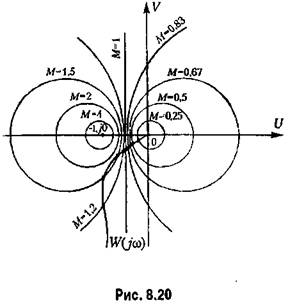 V
M=1
M=0,83
M=1,5
M=0,67
M=2
M=0,5
M=4
M=0,25
-1, j0
0
U
M=1,2
W(jω)
Рис. 8.20